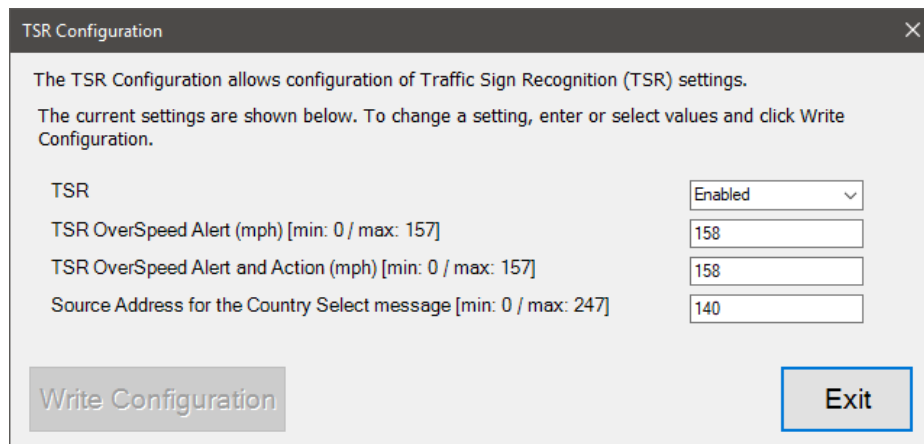 TSR Configuration
The TSR Configuration allows configuration of Traffic Sign Recognition (TSR) settings.
The current settings are shown below. To change a setting, enter or select values and click Write
Configuration.
TSR Enabled
TSR OverSpeed Alert (mph) [min: 0 / max: 157] 158
TSR OverSpeed Alert and Action (mph) [min: 0 / max: 157] 158
Source Address for the Country Select message [min: 0 / max: 247] 140
Write Configuration Exit